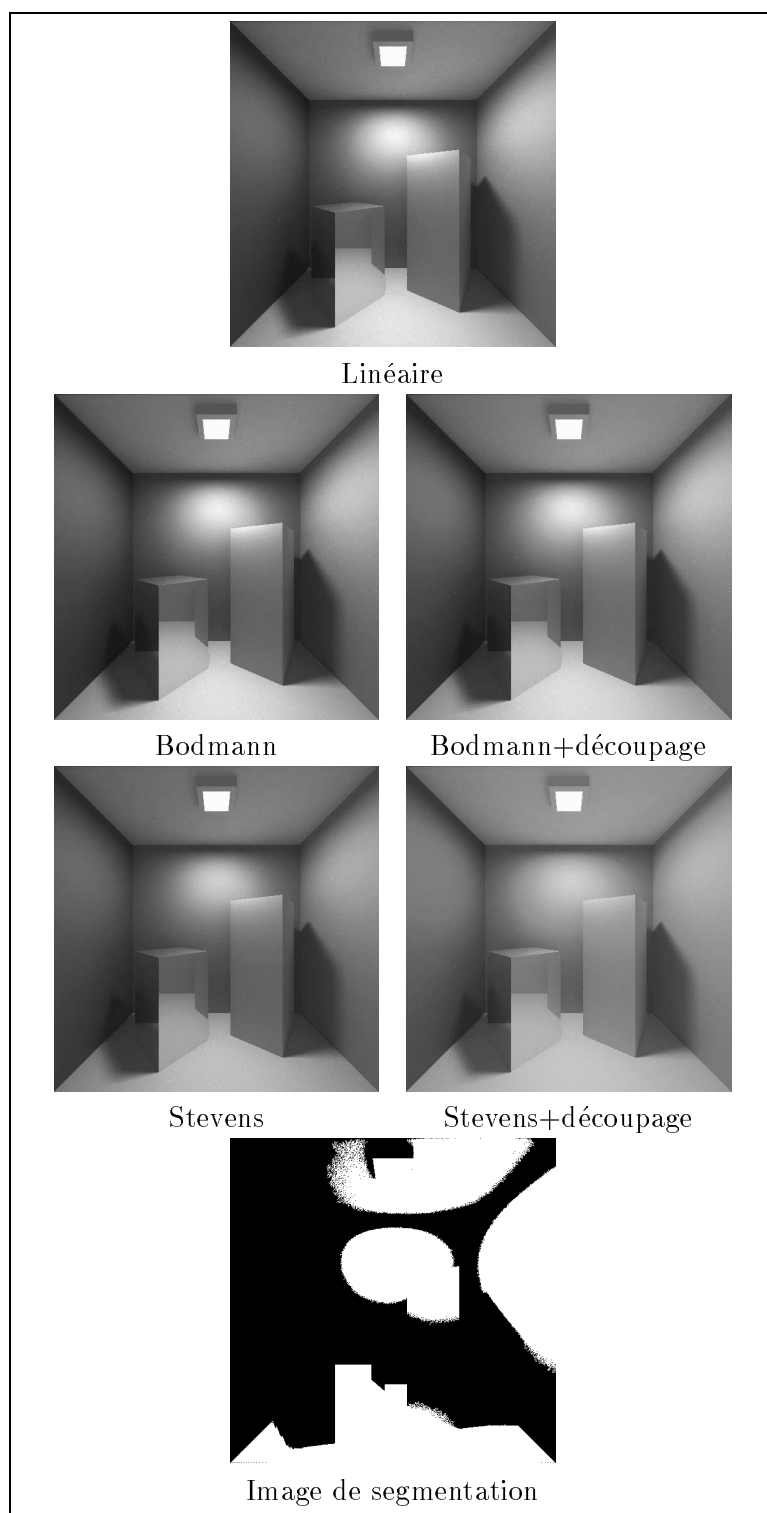 Linéaire
Bodmann
Bodmann+découpage
Stevens
Stevens+découpage
Image de segmentation